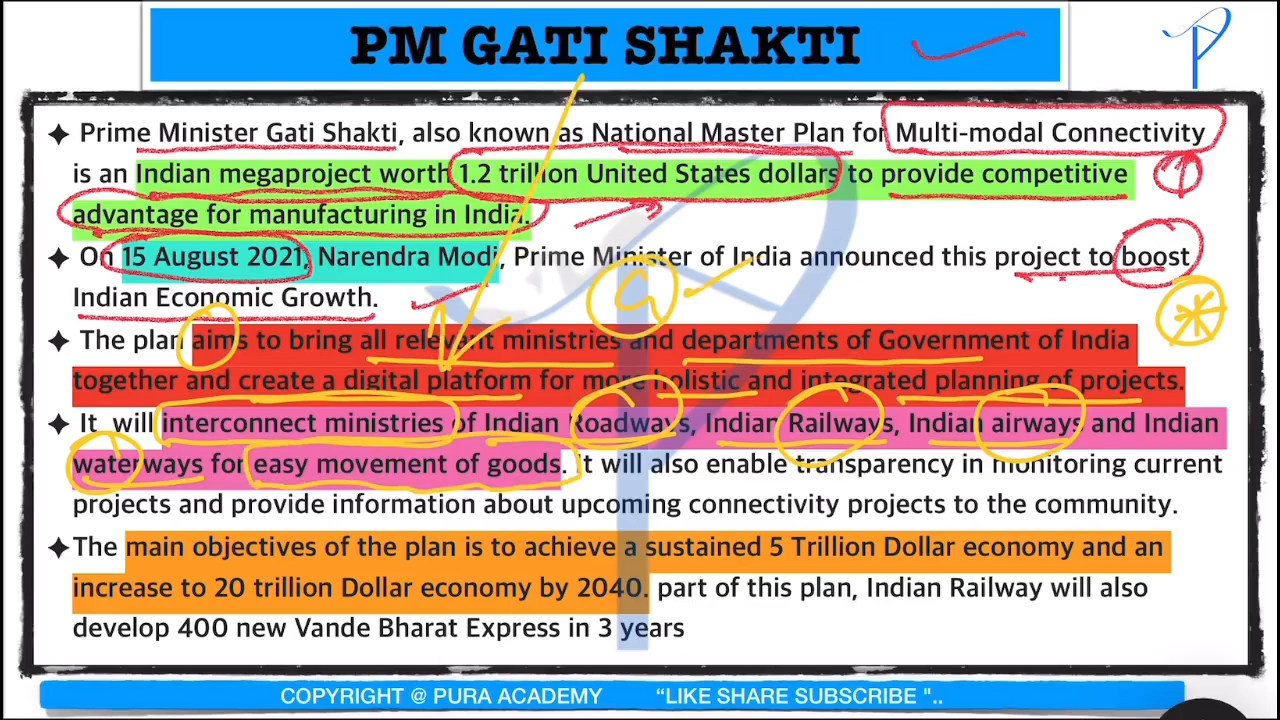 PM GATI SHAKTI
✦ Prime Minister Gati Shakti, also known as National Master Plan for Multi-modal Connectivity
is an Indian megaproject worth 1.2 trillion United States dollars to provide competitive
advantage for manufacturing in India.
✦ On 15 August 2021, Narendra Modi, Prime Minister of India announced this project to boost
Indian Economic Growth.
✦ The plan aims to bring all relevant ministries and departments of Government of India
together and create a digital platform for more holistic and integrated planning of projects.
✦ It will interconnect ministries of Indian Roadways, Indian Railways, Indian airways and Indian
waterways for easy movement of goods. It will also enable transparency in monitoring current
projects and provide information about upcoming connectivity projects to the community.
✦ The main objectives of the plan is to achieve a sustained 5 Trillion Dollar economy and an
increase to 20 trillion Dollar economy by 2040. part of this plan, Indian Railway will also
develop 400 new Vande Bharat Express in 3 years
COPYRIGHT @ PURA ACADEMY “LIKE SHARE SUBSCRIBE "..